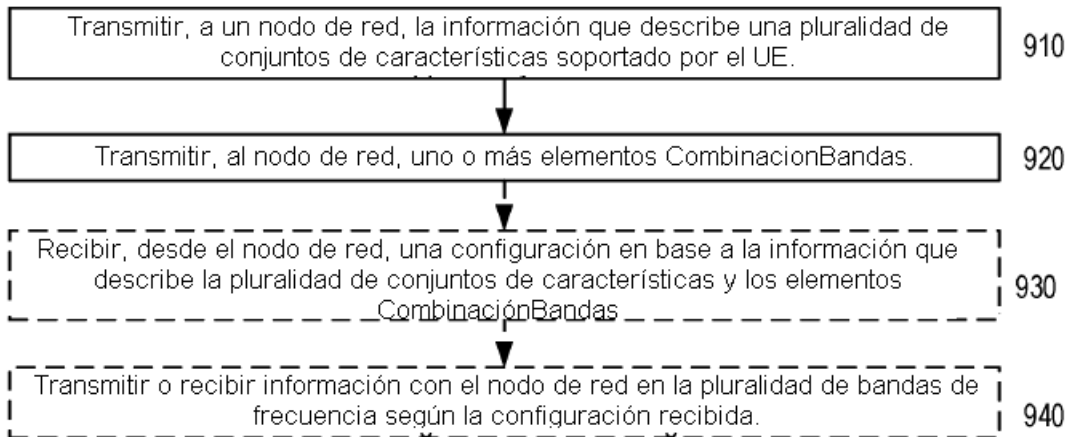 Transmitir, a un nodo de red, la información que describe una pluralidad de
conjuntos de características soportado por el UE.
910
Transmitir, al nodo de red, uno o más elementos CombinacionBandas.
920
Recibir, desde el nodo de red, una configuración en base a la información que
describe la pluralidad de conjuntos de características y los elementos
CombinaciónBandas
930
Transmitir o recibir información con el nodo de red en la pluralidad de bandas de
frecuencia según la configuración recibida.
940